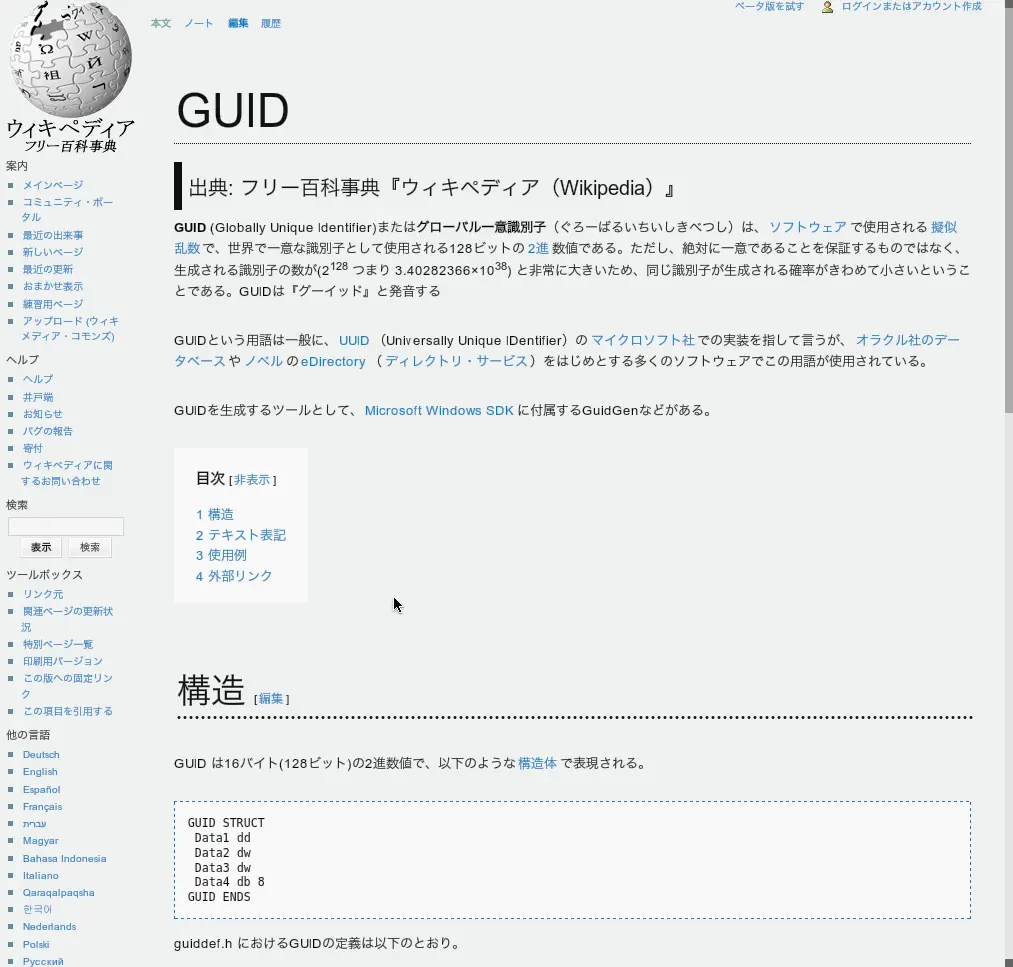 本文 ノート 編集 履歴
ベータ版を試す ログインまたはアカウント作成
ウィキペディア
フリー百科事典
案内
メインページ
コミュニティ・ポー
タル
最近の出来事
新しいページ
最近の更新
おまかせ表示
練習用ページ
アップロード (ウィキ
メディア・コモンズ)
ヘルプ
ヘルプ
井戸端
お知らせ
バグの報告
寄付
ウィキペディアに関
するお問い合わせ
検索
表示 検索
ツールボックス
リンク元
関連ページの更新状
況
特別ページ一覧
印刷用バージョン
この版への固定リン
ク
この項目を引用する
他の言語
Deutsch
English
Español
Français
עברית
Magyar
Bahasa Indonesia
Italiano
Qaraqalpaqsha
한국어
Nederlands
Polski
Русский
GUID
出典: フリー百科事典『ウィキペディア（Wikipedia）』
GUID (Globally Unique Identifier)またはグローバル一意識別子（ぐろーばるいちいしきべつし）は、 ソフトウェア で使用される 擬似
乱数 で、世界で一意な識別子として使用される128ビットの 2進 数値である。ただし、絶対に一意であることを保証するものではなく、
生成される識別子の数が(2128 つまり 3.40282366×1038) と非常に大きいため、同じ識別子が生成される確率がきわめて小さいというこ
とである。GUIDは『グーイッド』と発音する
GUIDという用語は一般に、 UUID （Universally Unique IDentifier）の マイクロソフト社 での実装を指して言うが、 オラクル社のデー
タベース や ノベル の eDirectory （ ディレクトリ・サービス ）をはじめとする多くのソフトウェアでこの用語が使用されている。
GUIDを生成するツールとして、 Microsoft Windows SDK に付属するGuidGenなどがある。
目次 [非表示]
1 構造
2 テキスト表記
3 使用例
4 外部リンク
構造 [編集]
GUID は16バイト(128ビット)の2進数値で、以下のような 構造体 で表現される。
GUID STRUCT
Data1 dd
Data2 dw
Data3 dw
Data4 db 8
GUID ENDS
guiddef.h におけるGUIDの定義は以下のとおり。